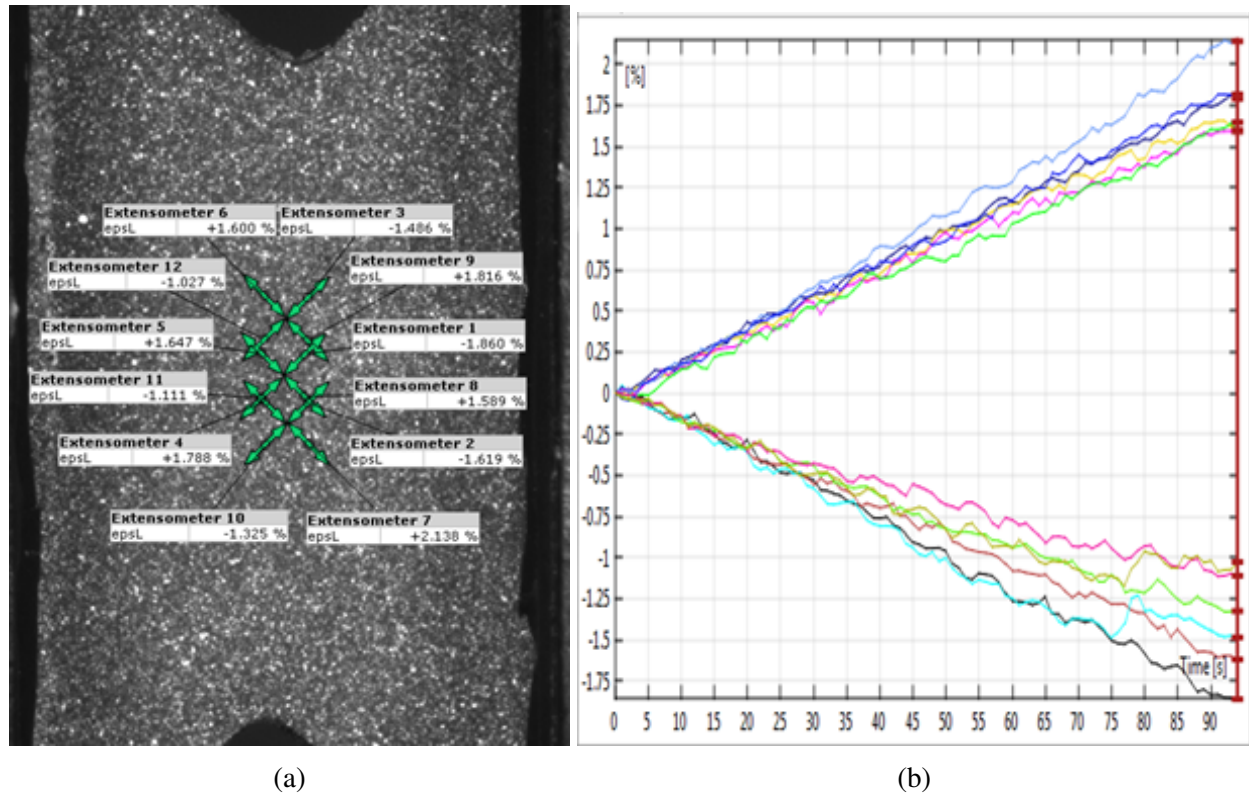 Extensometer 6
epsL +1.600 %
Extensometer 3
epsL -1.486 %
Extensometer 12
epsL -1.027 %
Extensometer 9
epsL +1.816 %
Extensometer 5
epsL +1.647 %
Extensometer 1
epsL -1.860 %
Extensometer 11
epsL -1.111 %
Extensometer 8
epsL +1.589 %
Extensometer 4
epsL +1.788 %
Extensometer 2
epsL -1.619 %
Extensometer 10
epsL -1.325 %
Extensometer 7
epsL +2.138 %
(a)
[%]
2
1.75
1.5
1.25
1
0.75
0.5
0.25
0
-0.25
-0.5
-0.75
-1
-1.25
-1.5
-1.75
Time [s]
0 5 10 15 20 25 30 35 40 45 50 55 60 65 70 75 80 85 90
(b)